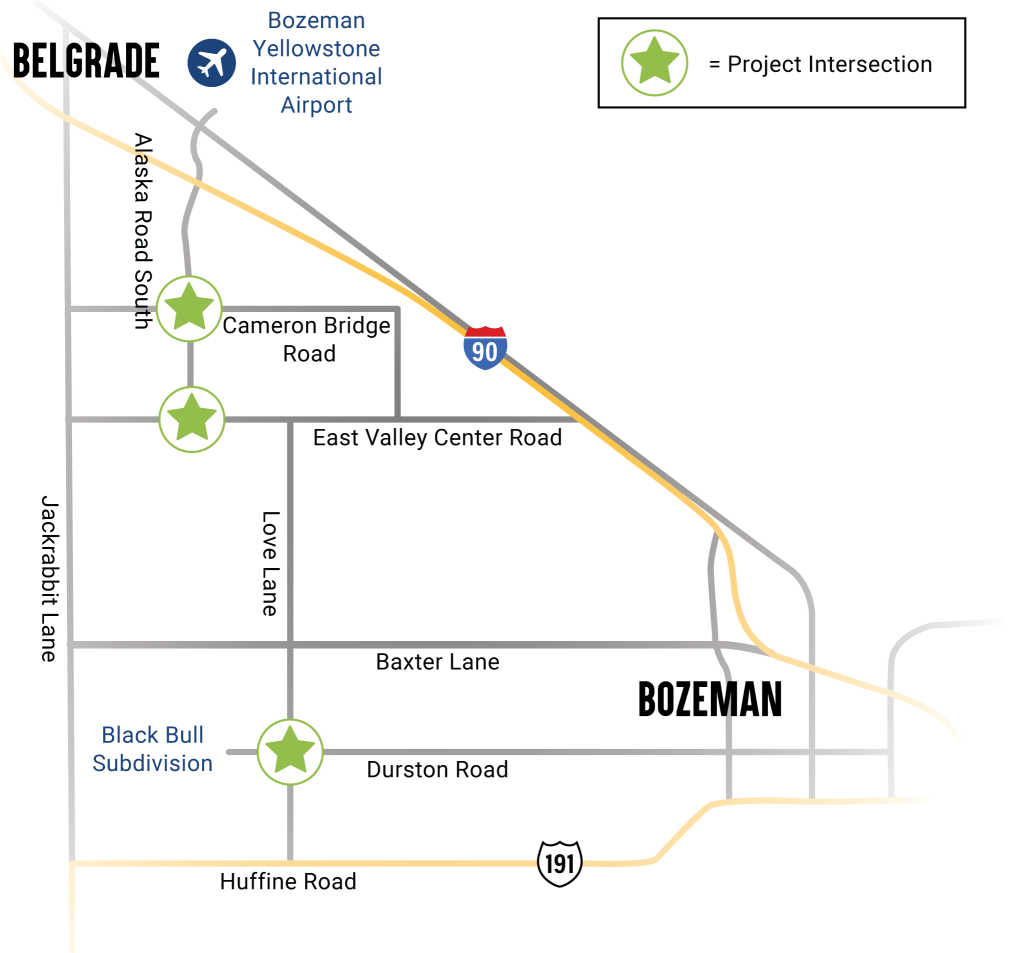 BELGRADE
Bozeman
Yellowstone
International
Airport
= Project Intersection
Alaska Road South
Cameron Bridge
Road
90
East Valley Center Road
Jackrabbit Lane
Love Lane
Baxter Lane
BOZEMAN
Black Bull
Subdivision
Durston Road
191
Huffine Road